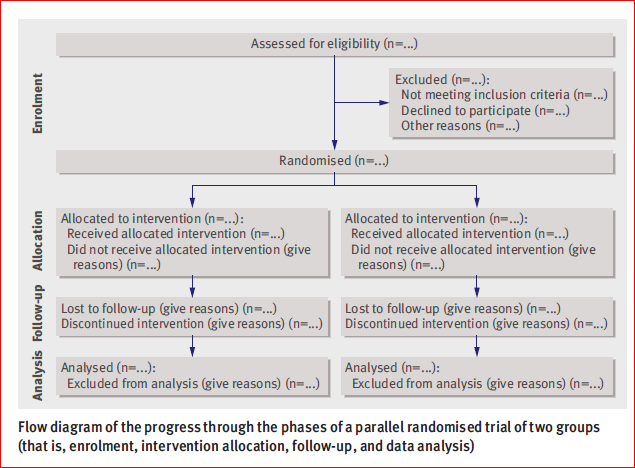 Enrolment
Assessed for eligibility (n=...)
Excluded (n=...):
Not meeting inclusion criteria (n=...)
Declined to participate (n=...)
Other reasons (n=...)
Randomised (n=...)
Allocation
Allocated to intervention (n=...):
Received allocated intervention (n=...)
Did not receive allocated intervention (give
reasons) (n=...)
Allocated to intervention (n=...):
Received allocated intervention (n=...)
Did not receive allocated intervention (give
reasons) (n=...)
Follow-up
Lost to follow-up (give reasons) (n=...)
Discontinued intervention (give reasons) (n=...)
Lost to follow-up (give reasons) (n=...)
Discontinued intervention (give reasons) (n=...)
Analysis
Analysed (n=...):
Excluded from analysis (give reasons) (n=...)
Analysed (n=...):
Excluded from analysis (give reasons) (n=...)
Flow diagram of the progress through the phases of a parallel randomised trial of two groups
(that is, enrolment, intervention allocation, follow-up, and data analysis)